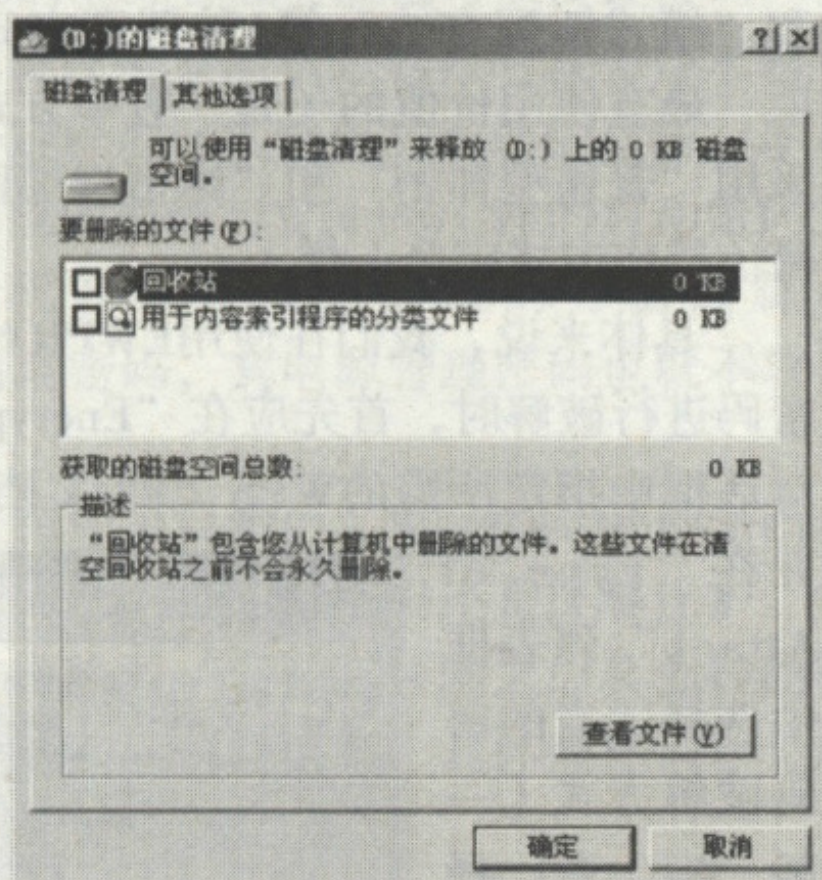 (D:)的磁盘清理
磁盘清理 其他选项
可以使用“磁盘清理”来释放 (D:) 上的 0 KB 磁盘
空间。
要删除的文件(F):
回收站 0 KB
用于内容索引程序的分类文件 0 KB
获取的磁盘空间总数: 0 KB
描述
“回收站”包含您从计算机中删除的文件。这些文件在清
空回收站之前不会永久删除。
查看文件(V)
确定 取消